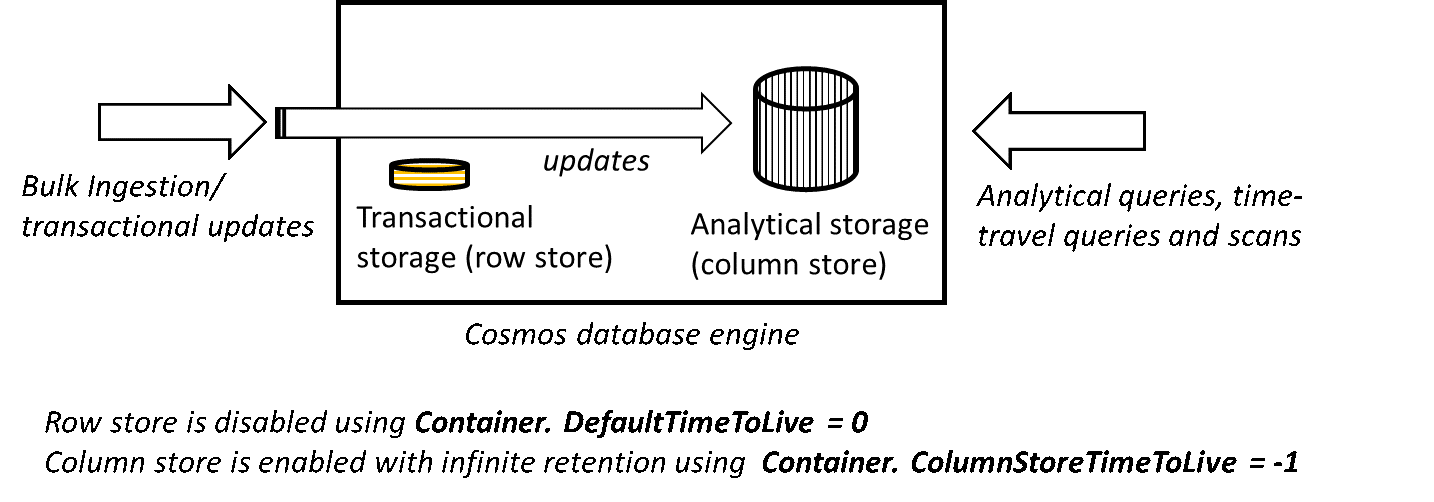 Bulk Ingestion/
transactional updates
updates
Transactional
storage (row store)
Analytical storage
(column store)
Analytical queries, time-
travel queries and scans
Cosmos database engine
Row store is disabled using Container. DefaultTimeToLive = 0
Column store is enabled with infinite retention using Container. ColumnStoreTimeToLive = -1